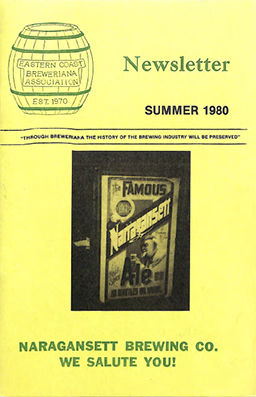 EASTERN COAST
BREWERIANA
ASSOCIATION
EST. 1970
Newsletter
SUMMER 1980
"THROUGH BREWERIANA THE HISTORY OF THE BREWING INDUSTRY WILL BE PRESERVED"
The FAMOUS
Narragansett
Ale
NARAGANSETT BREWING CO.
WE SALUTE YOU!